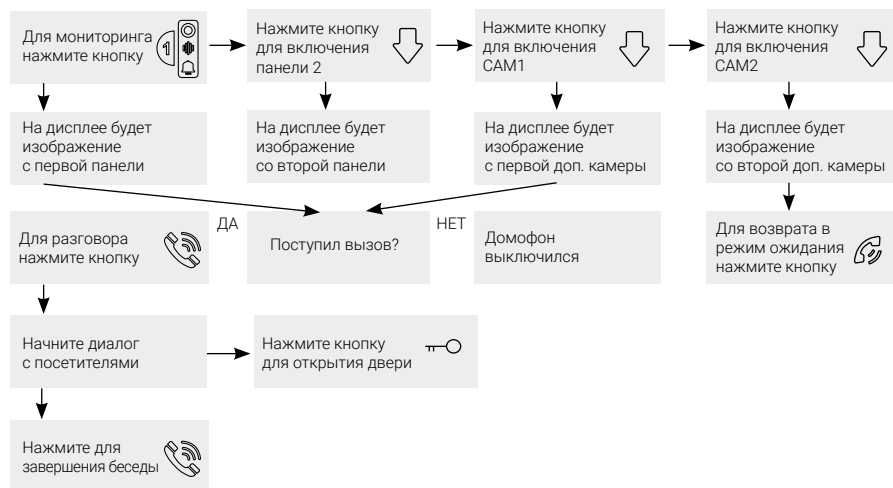 Для мониторинга
нажмите кнопку
1
Нажмите кнопку
для включения
панели 2
Нажмите кнопку
для включения
CAM1
Нажмите кнопку
для включения
CAM2
На дисплее будет
изображение
с первой панели
На дисплее будет
изображение
со второй панели
На дисплее будет
изображение
с первой доп. камеры
На дисплее будет
изображение
со второй доп. камеры
Для разговора
нажмите кнопку
ДА
Поступил вызов?
НЕТ
Домофон
выключился
Для возврата в
режим ожидания
нажмите кнопку
Начните диалог
с посетителями
Нажмите кнопку
для открытия двери
Нажмите для
завершения беседы